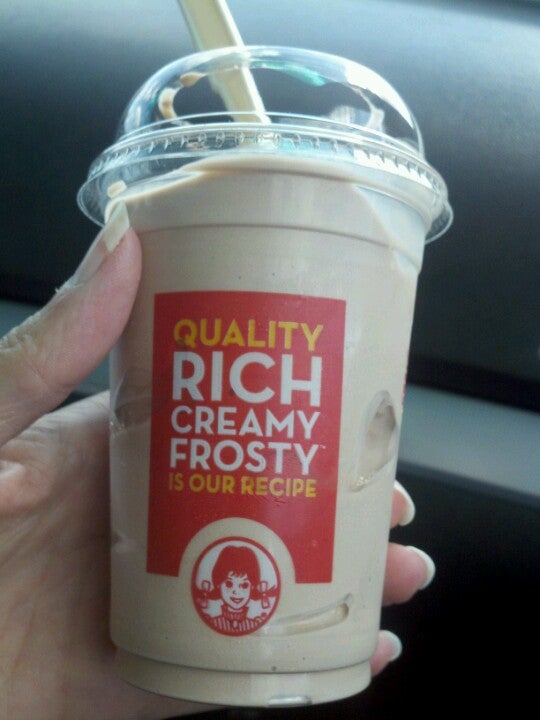 QUALITY
RICH
CREAMY
FROSTY™
IS OUR RECIPE